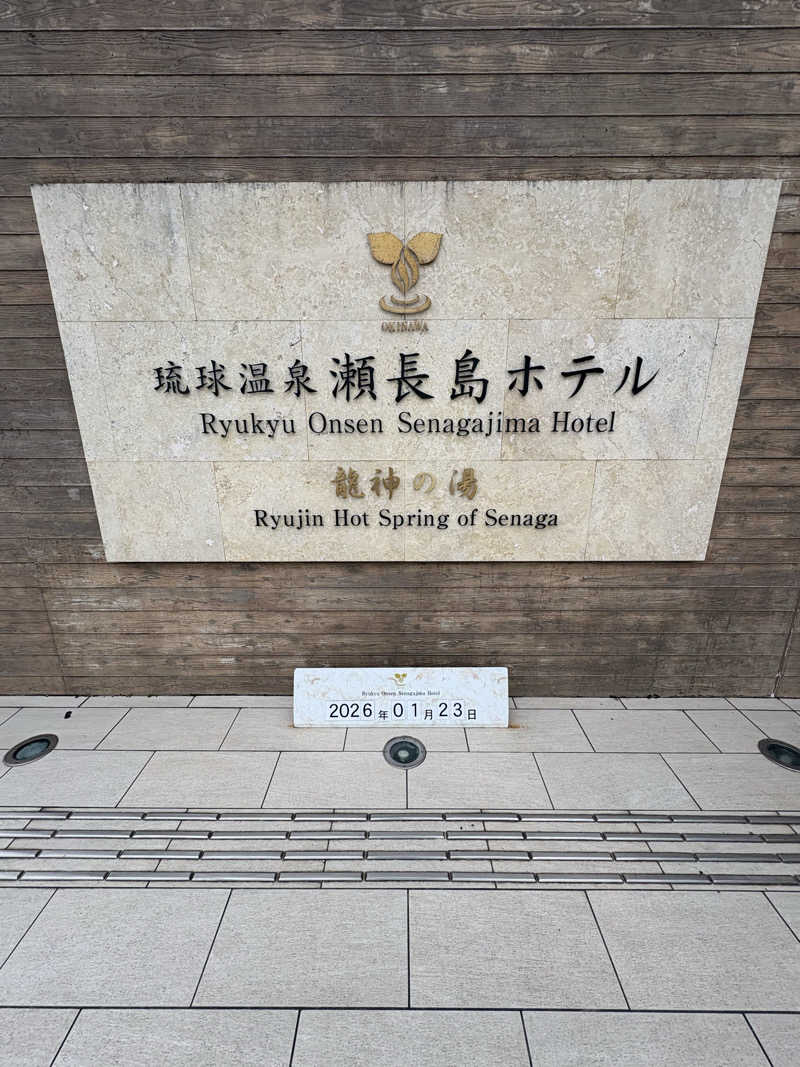 OKINAWA
琉球温泉瀬長島ホテル
Ryukyu Onsen Senagajima Hotel
龍神の湯
Ryujin Hot Spring of Senaga
Ryukyu Onsen Senagajima Hotel
2026年01月23日